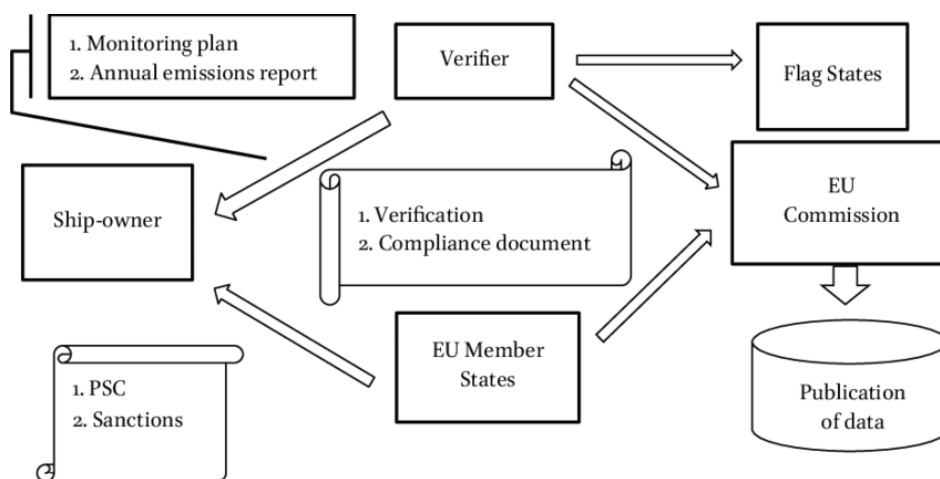 1. Monitoring plan
2. Annual emissions report
Verifier
Flag States
Ship-owner
1. Verification
2. Compliance document
EU
Commission
EU Member
States
1. PSC
2. Sanctions
Publication
of data